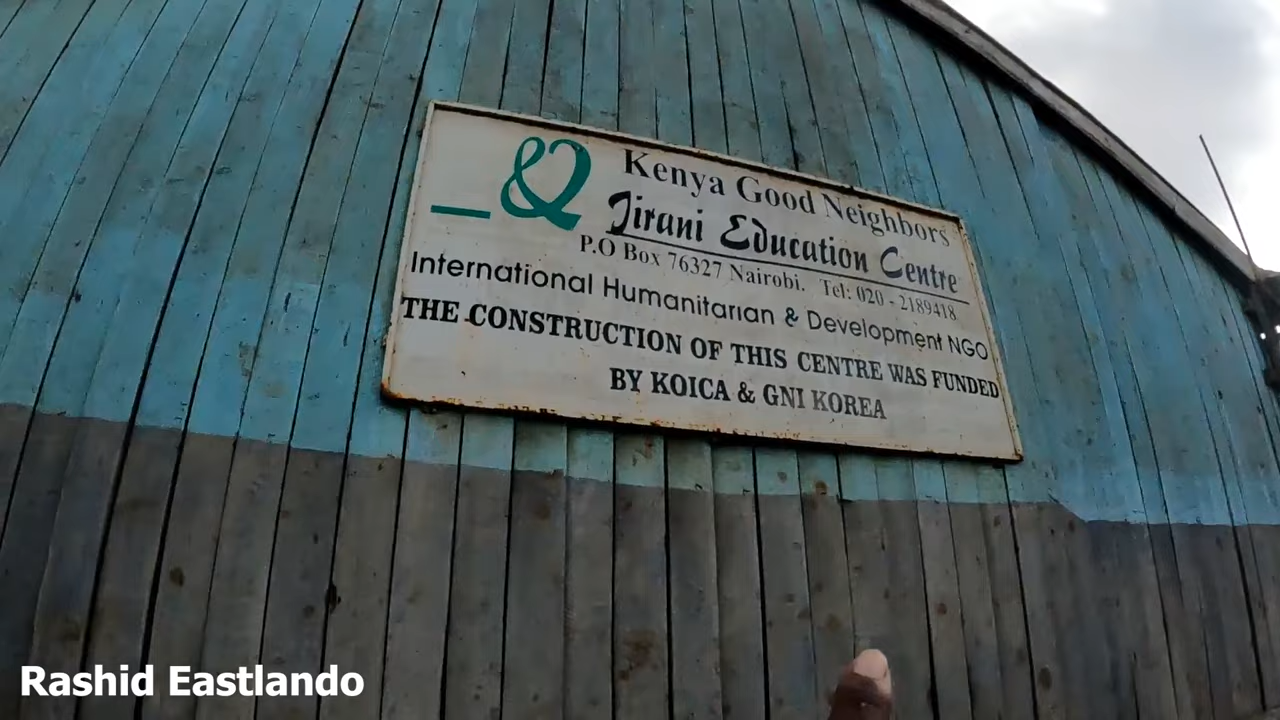 &
Kenya Good Neighbors
Jirani Education Centre
P.O Box 76327 Nairobi. Tel: 020 - 2189418
International Humanitarian & Development NGO
THE CONSTRUCTION OF THIS CENTRE WAS FUNDED
BY KOICA & GNI KOREA
Rashid Eastlando